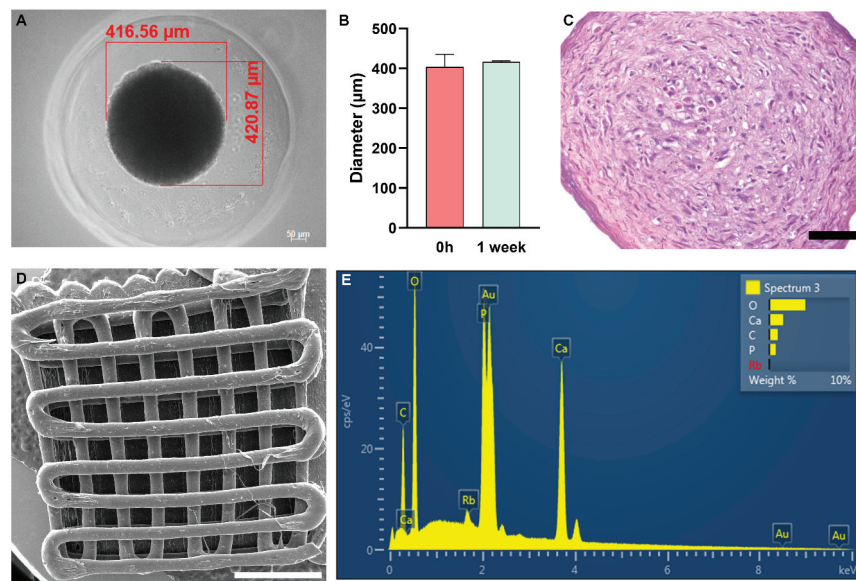 A
416.56 µm
420.87 µm
50 µm
B
Diameter (µm)
500
400
300
200
100
0
0h
1 week
C
D
E
cps/eV
40
20
0
C
Ca
O
Rb
P
Au
Ca
Au
Au
0
2
4
6
8
keV
Spectrum 3
O
Ca
C
P
Rb
Weight %
10%